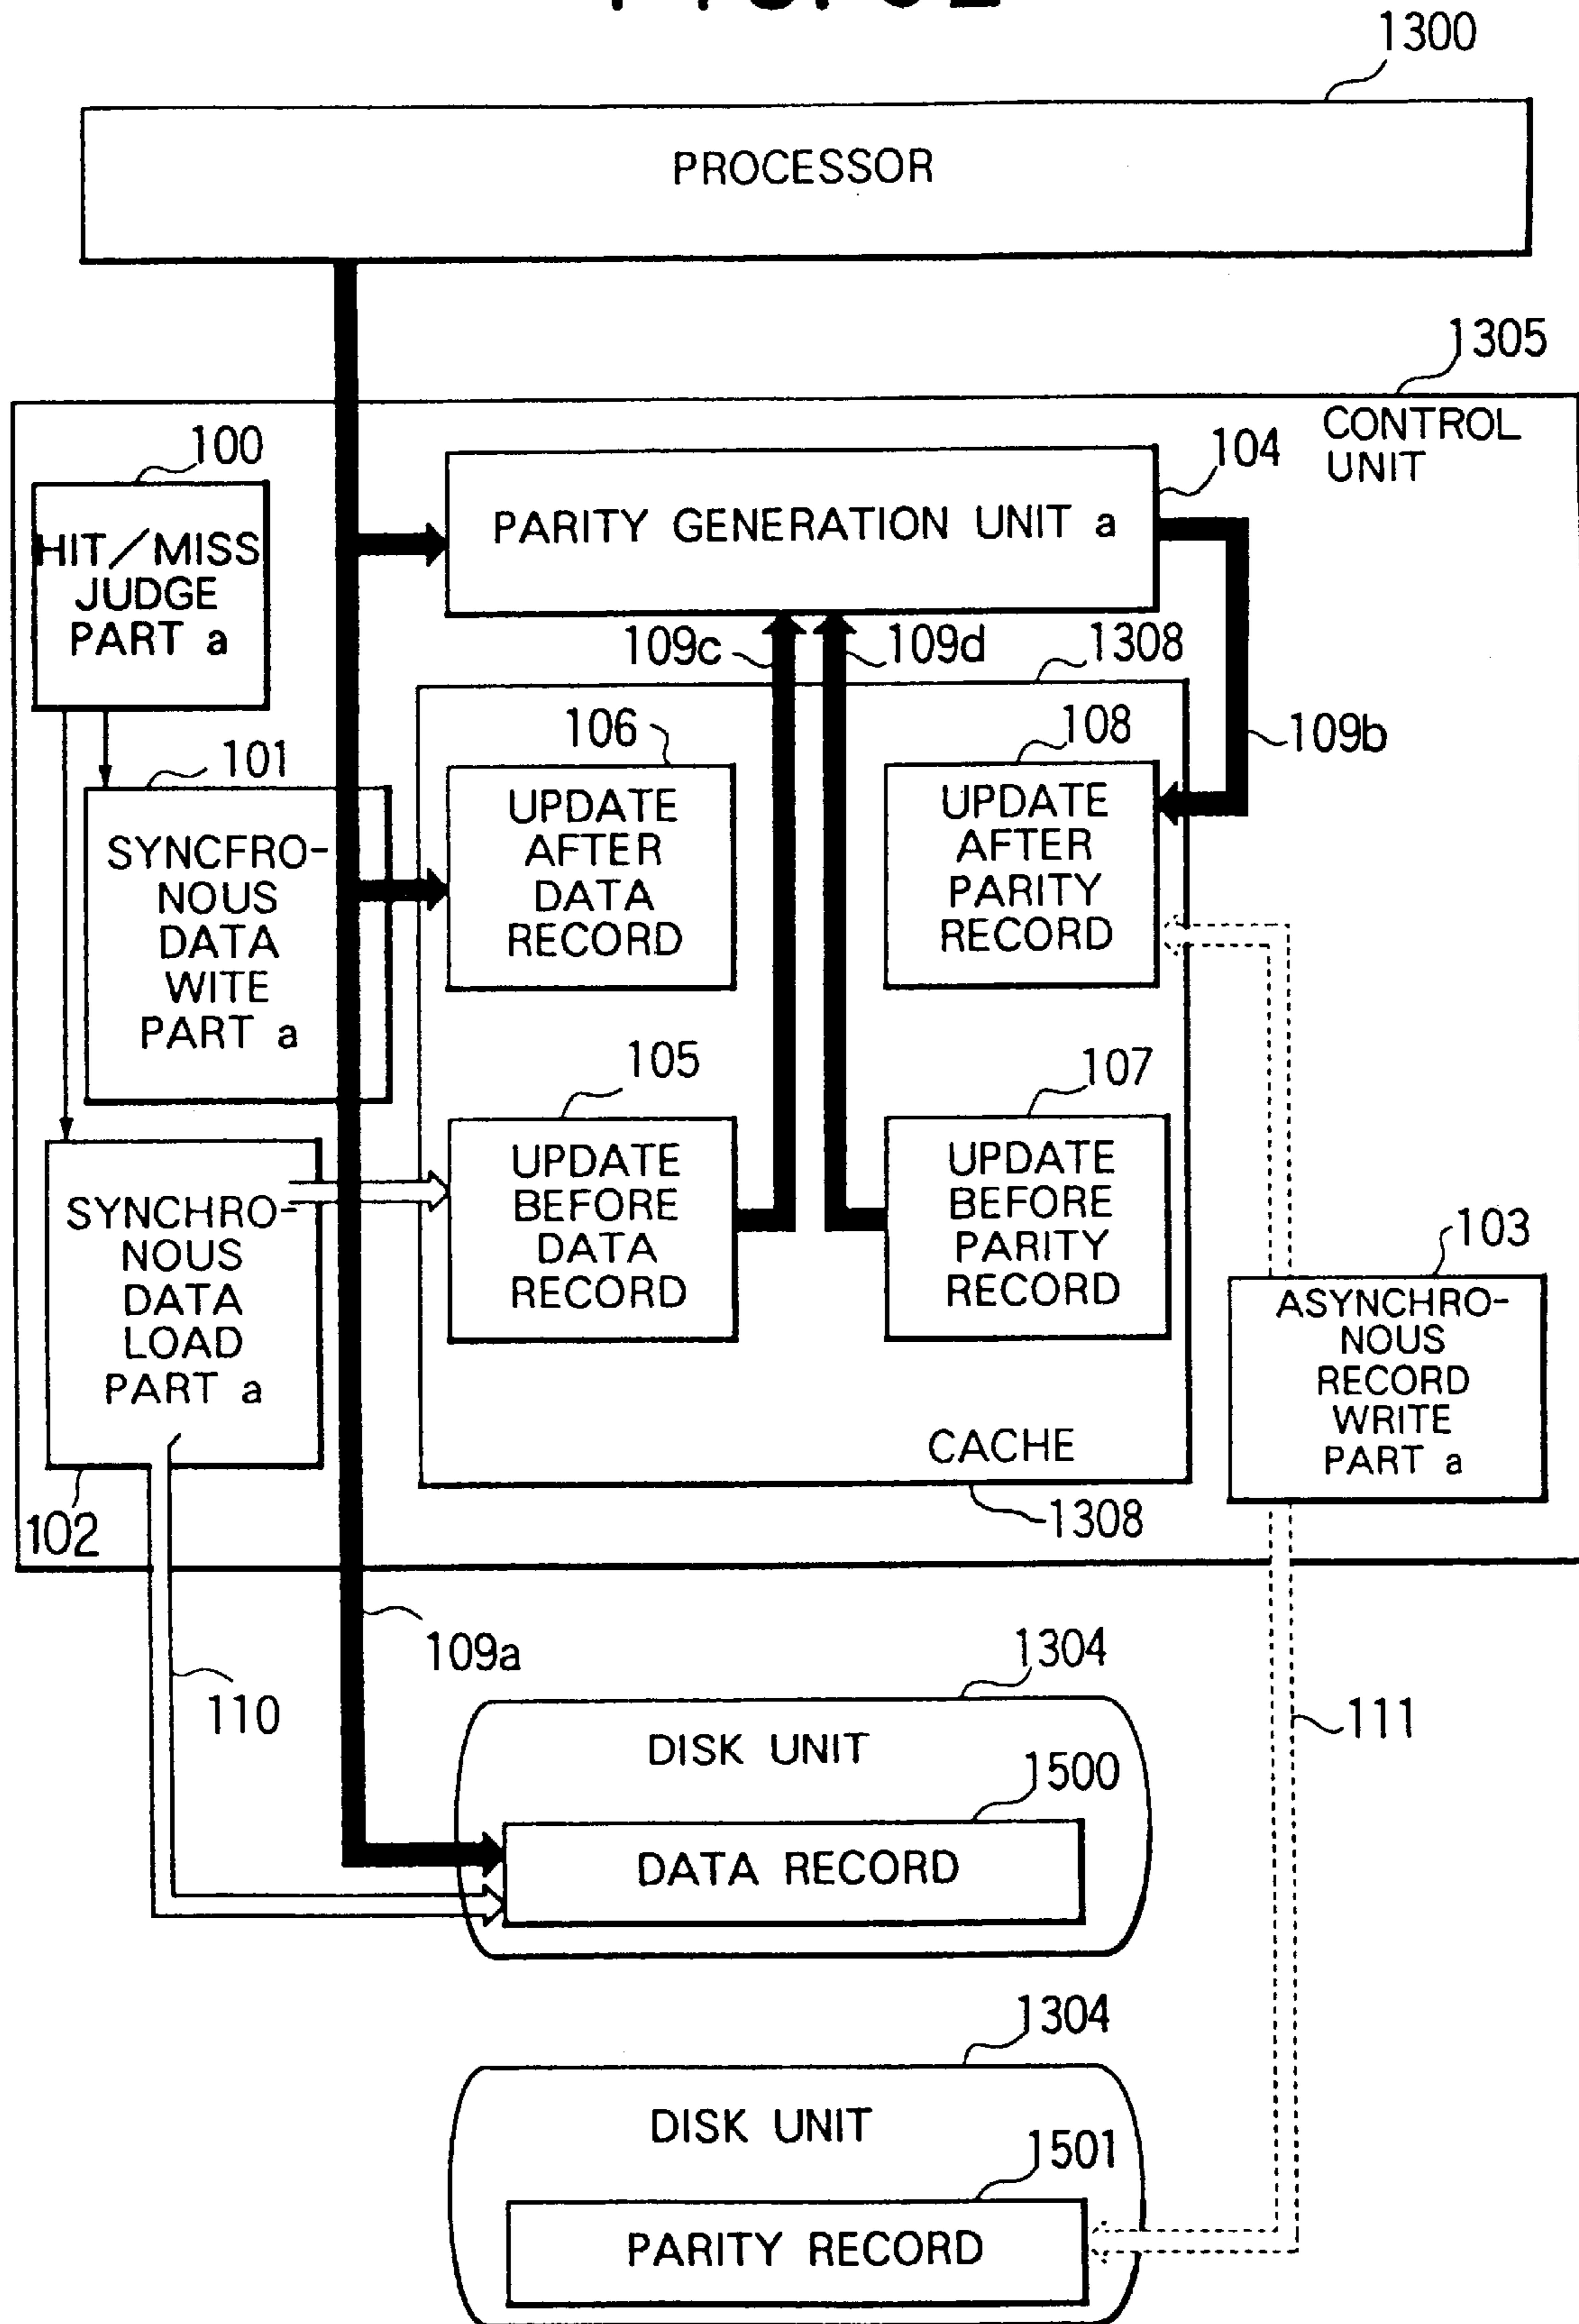 1300
PROCESSOR
1305
CONTROL
UNIT
100
HIT/MISS
JUDGE
PART a
104
PARITY GENERATION UNIT a
109c
109d
1308
109b
101
SYNCFRO-
NOUS
DATA
WITE
PART a
106
UPDATE
AFTER
DATA
RECORD
108
UPDATE
AFTER
PARITY
RECORD
105
UPDATE
BEFORE
DATA
RECORD
107
UPDATE
BEFORE
PARITY
RECORD
SYNCHRO-
NOUS
DATA
LOAD
PART a
102
103
ASYNCHRO-
NOUS
RECORD
WRITE
PART a
CACHE
1308
109a
110
111
1304
DISK UNIT
1500
DATA RECORD
1304
DISK UNIT
1501
PARITY RECORD